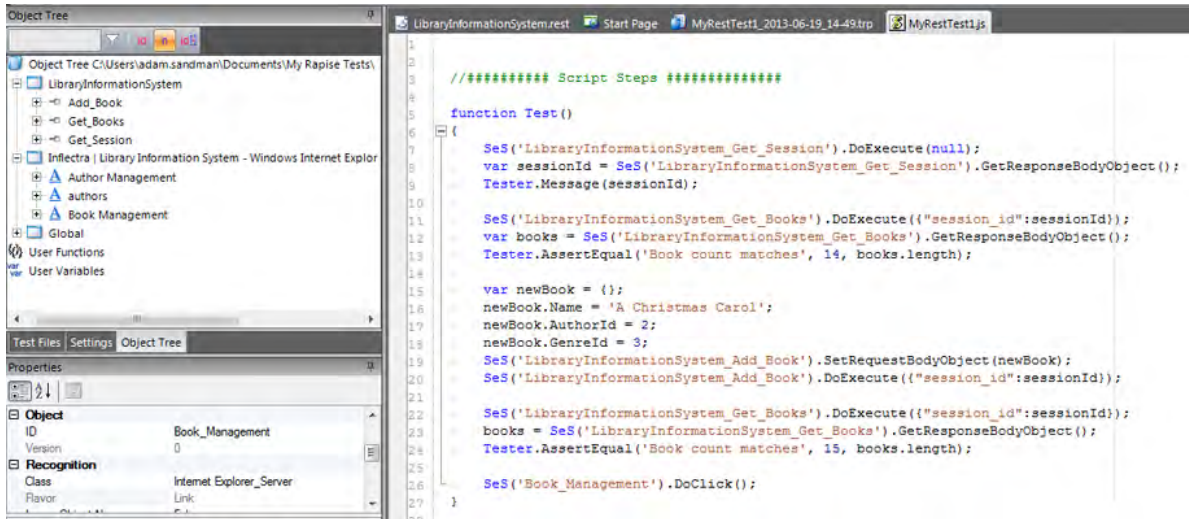 Object Tree
Object Tree C:\Users\adam.sandman\Documents\My Rapise Tests\
LibraryInformationSystem
Add_Book
Get_Books
Get_Session
Inflectra | Library Information System - Windows Internet Explor
Author Management
authors
Book Management
Global
User Functions
User Variables
Test Files Settings Object Tree
Properties
Object
ID Book_Management
Version 0
Recognition
Class Internet Explorer_Server
Flavor Link
LibraryInformationSystem.rest Start Page MyRestTest1_2013-06-19_14-49.trp MyRestTest1.js
1
2
3 //########## Script Steps ##############
4
5 function Test()
6 {
7 SeS('LibraryInformationSystem_Get_Session').DoExecute(null);
8 var sessionId = SeS('LibraryInformationSystem_Get_Session').GetResponseBodyObject();
9 Tester.Message(sessionId);
10
11 SeS('LibraryInformationSystem_Get_Books').DoExecute({"session_id":sessionId});
12 var books = SeS('LibraryInformationSystem_Get_Books').GetResponseBodyObject();
13 Tester.AssertEqual('Book count matches', 14, books.length);
14
15 var newBook = {};
16 newBook.Name = 'A Christmas Carol';
17 newBook.AuthorId = 2;
18 newBook.GenreId = 3;
19 SeS('LibraryInformationSystem_Add_Book').SetRequestBodyObject(newBook);
20 SeS('LibraryInformationSystem_Add_Book').DoExecute({"session_id":sessionId});
21
22 SeS('LibraryInformationSystem_Get_Books').DoExecute({"session_id":sessionId});
23 books = SeS('LibraryInformationSystem_Get_Books').GetResponseBodyObject();
24 Tester.AssertEqual('Book count matches', 15, books.length);
25
26 SeS('Book_Management').DoClick();
27 }